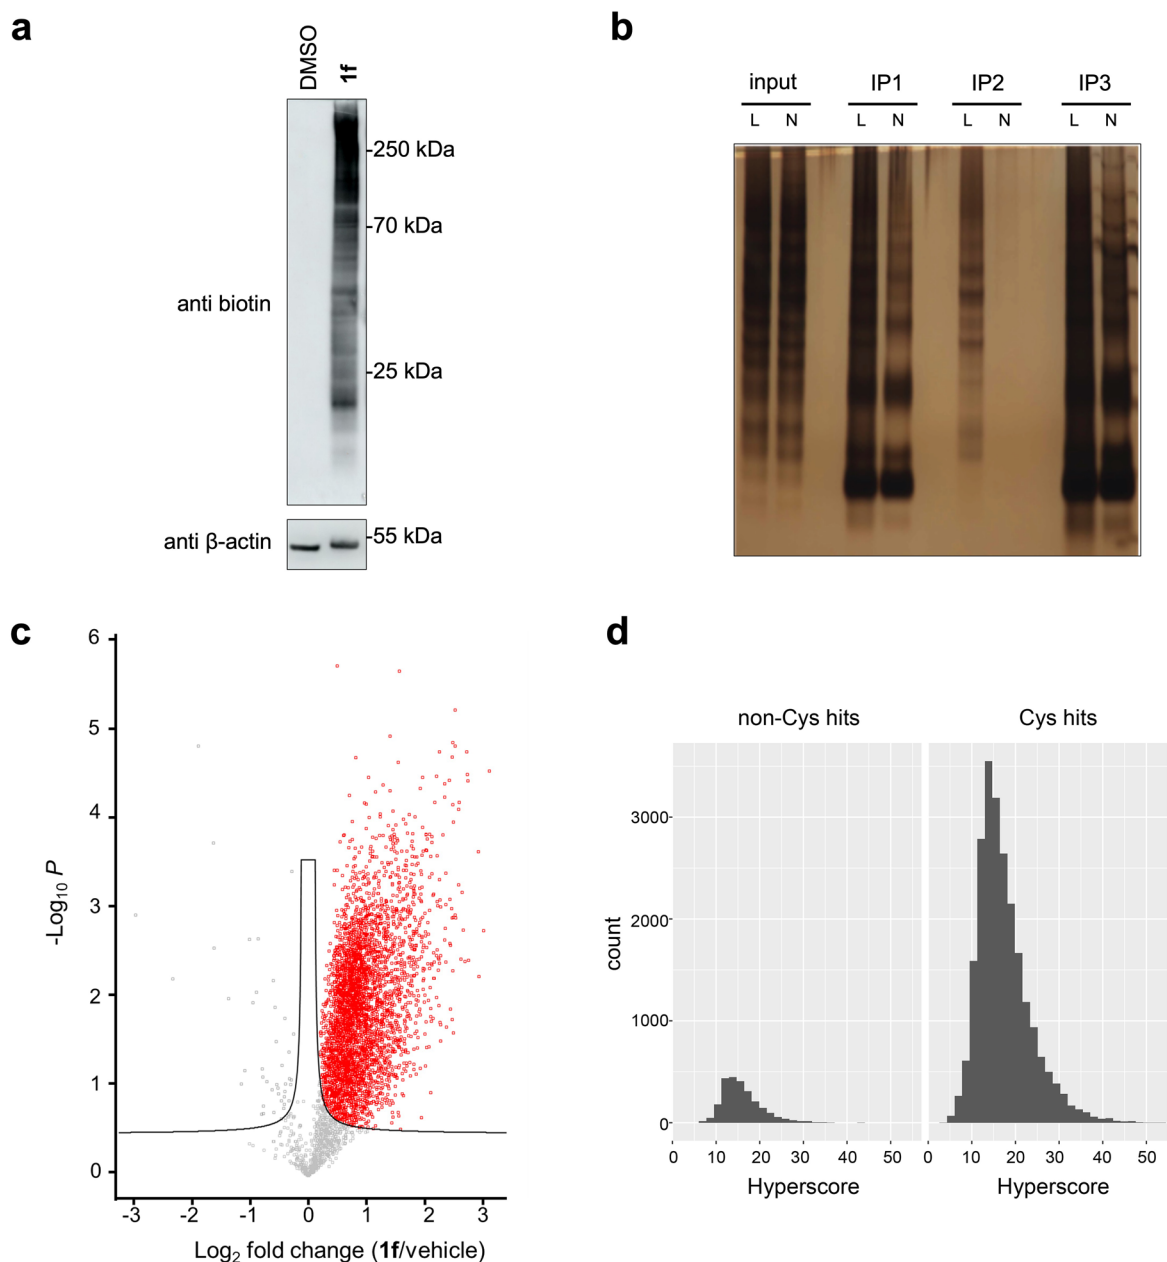 a
DMSO
1f
-250 kDa
-70 kDa
anti biotin
-25 kDa
anti β-actin
-55 kDa
b
input IP1 IP2 IP3
L N L N L N L N
c
6
5
4
3
2
1
0
-Log10 P
-3 -2 -1 0 1 2 3
Log2 fold change (1f/vehicle)
d
non-Cys hits Cys hits
3000
2000
1000
0
count
0 10 20 30 40 50 0 10 20 30 40 50
Hyperscore Hyperscore